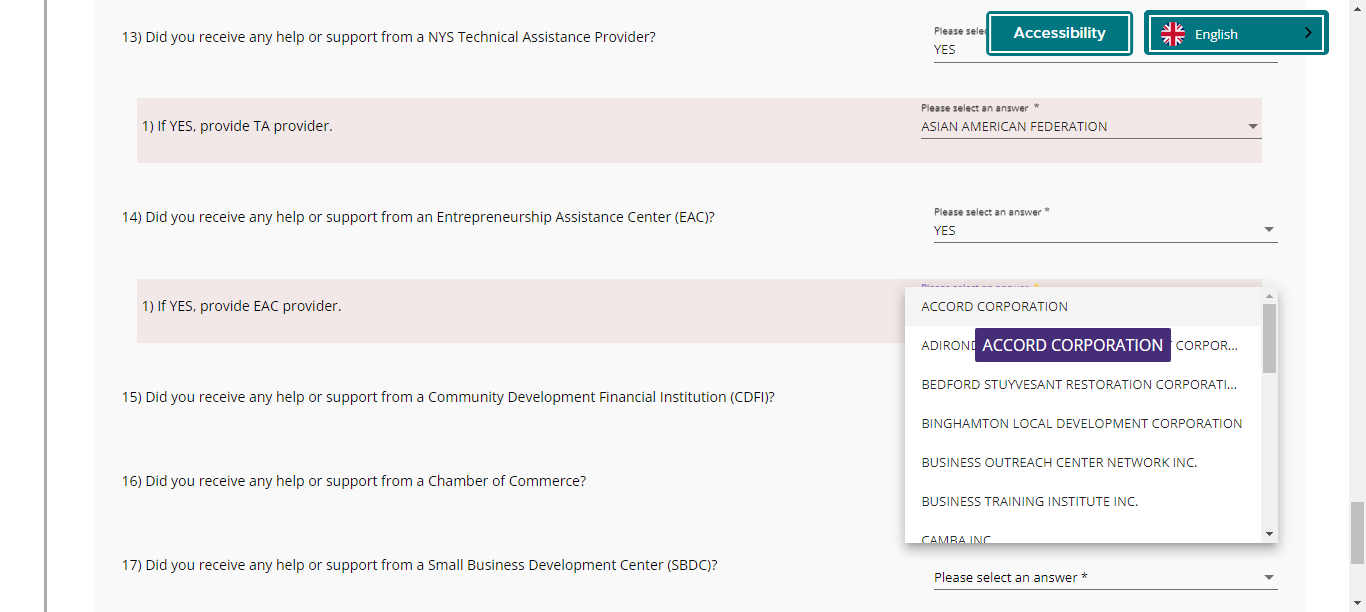 13) Did you receive any help or support from a NYS Technical Assistance Provider?
Please selec
YES
Accessibility
English
1) If YES, provide TA provider.
Please select an answer *
ASIAN AMERICAN FEDERATION
14) Did you receive any help or support from an Entrepreneurship Assistance Center (EAC)?
Please select an answer *
YES
1) If YES, provide EAC provider.
Please select an answer *
ACCORD CORPORATION
ADIROND
ACCORD CORPORATION
CORPOR...
BEDFORD STUYVESANT RESTORATION CORPORATI...
BINGHAMTON LOCAL DEVELOPMENT CORPORATION
BUSINESS OUTREACH CENTER NETWORK INC.
BUSINESS TRAINING INSTITUTE INC.
CAMBA INC
15) Did you receive any help or support from a Community Development Financial Institution (CDFI)?
16) Did you receive any help or support from a Chamber of Commerce?
17) Did you receive any help or support from a Small Business Development Center (SBDC)?
Please select an answer *